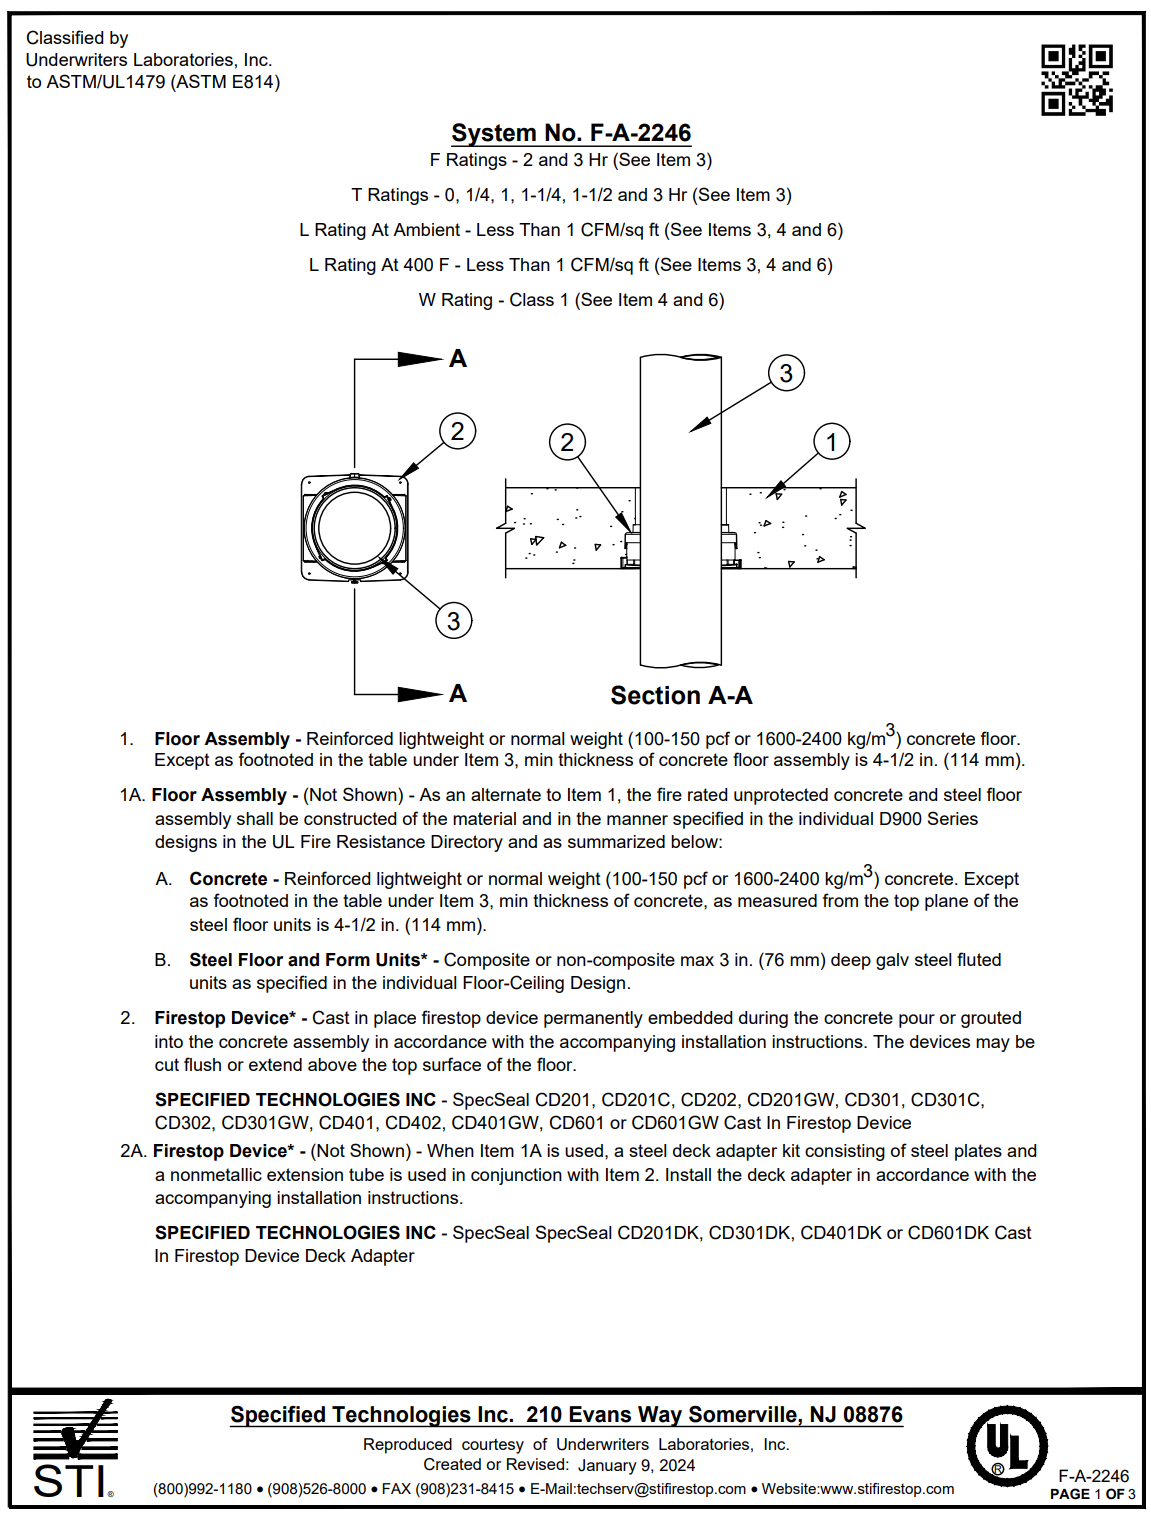 Classified by
Underwriters Laboratories, Inc.
to ASTM/UL1479 (ASTM E814)
System No. F-A-2246
F Ratings - 2 and 3 Hr (See Item 3)
T Ratings - 0, 1/4, 1, 1-1/4, 1-1/2 and 3 Hr (See Item 3)
L Rating At Ambient - Less Than 1 CFM/sq ft (See Items 3, 4 and 6)
L Rating At 400 F - Less Than 1 CFM/sq ft (See Items 3, 4 and 6)
W Rating - Class 1 (See Item 4 and 6)
A
3
2
2
1
3
A
Section A-A
1. Floor Assembly - Reinforced lightweight or normal weight (100-150 pcf or 1600-2400 kg/m³) concrete floor.
Except as footnoted in the table under Item 3, min thickness of concrete floor assembly is 4-1/2 in. (114 mm).
1A. Floor Assembly - (Not Shown) - As an alternate to Item 1, the fire rated unprotected concrete and steel floor
assembly shall be constructed of the material and in the manner specified in the individual D900 Series
designs in the UL Fire Resistance Directory and as summarized below:
A. Concrete - Reinforced lightweight or normal weight (100-150 pcf or 1600-2400 kg/m³) concrete. Except
as footnoted in the table under Item 3, min thickness of concrete, as measured from the top plane of the
steel floor units is 4-1/2 in. (114 mm).
B. Steel Floor and Form Units* - Composite or non-composite max 3 in. (76 mm) deep galv steel fluted
units as specified in the individual Floor-Ceiling Design.
2. Firestop Device* - Cast in place firestop device permanently embedded during the concrete pour or grouted
into the concrete assembly in accordance with the accompanying installation instructions. The devices may be
cut flush or extend above the top surface of the floor.
SPECIFIED TECHNOLOGIES INC - SpecSeal CD201, CD201C, CD202, CD201GW, CD301, CD301C,
CD302, CD301GW, CD401, CD402, CD401GW, CD601 or CD601GW Cast In Firestop Device
2A. Firestop Device* - (Not Shown) - When Item 1A is used, a steel deck adapter kit consisting of steel plates and
a nonmetallic extension tube is used in conjunction with Item 2. Install the deck adapter in accordance with the
accompanying installation instructions.
SPECIFIED TECHNOLOGIES INC - SpecSeal SpecSeal CD201DK, CD301DK, CD401DK or CD601DK Cast
In Firestop Device Deck Adapter
STI®
Specified Technologies Inc. 210 Evans Way Somerville, NJ 08876
Reproduced courtesy of Underwriters Laboratories, Inc.
Created or Revised: January 9, 2024
(800)992-1180 • (908)526-8000 • FAX (908)231-8415 • E-Mail:techserv@stifirestop.com • Website:www.stifirestop.com
UL®
F-A-2246
PAGE 1 OF 3